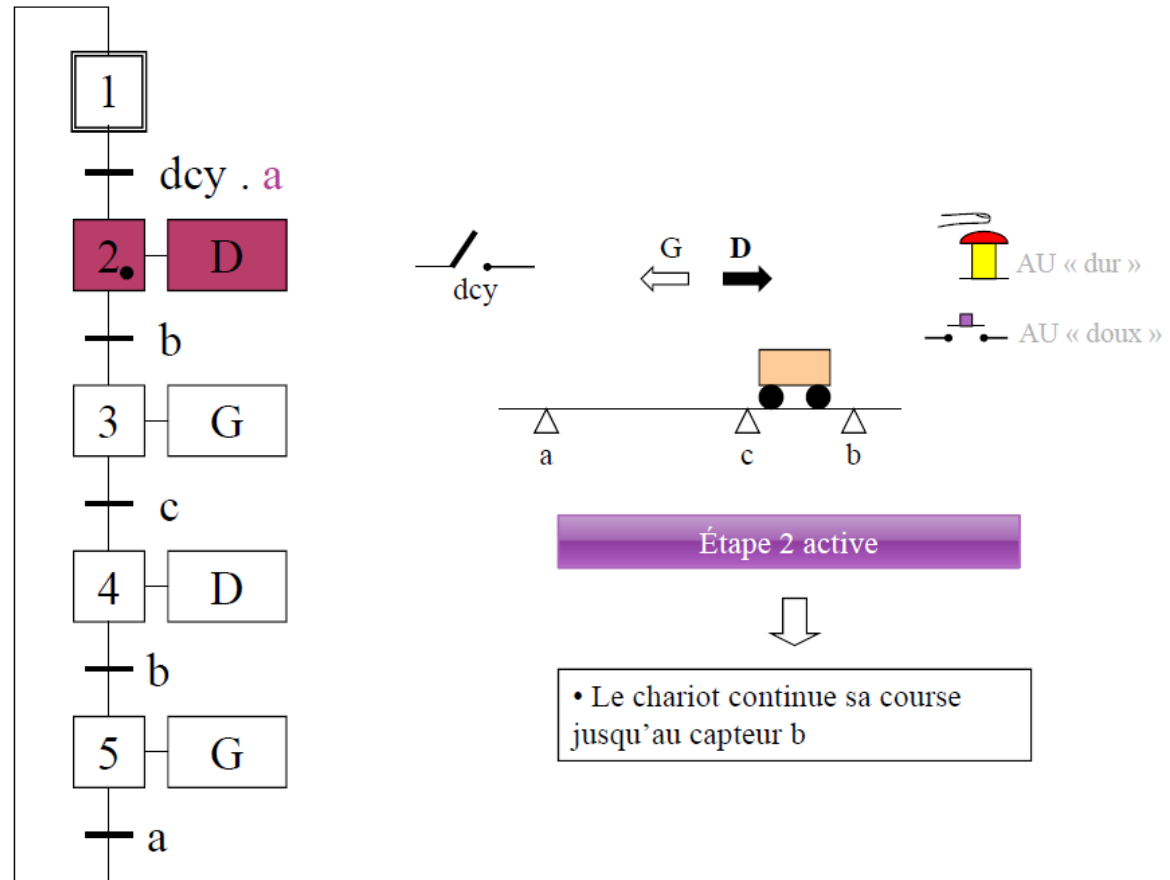 1
dcy . a
2
D
b
3
G
c
4
D
b
5
G
a
dcy
G
D
AU « dur »
AU « doux »
a
c
b
Étape 2 active
• Le chariot continue sa course
jusqu’au capteur b